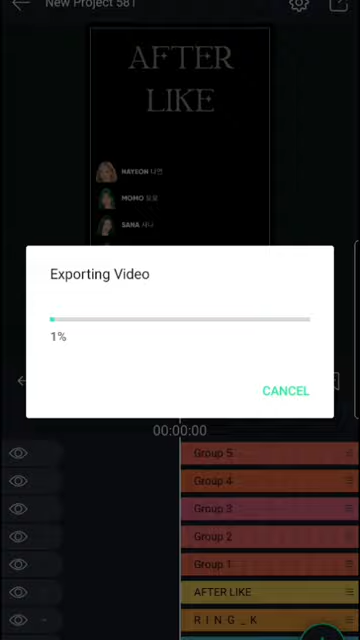 New Project 581
AFTER
LIKE
NAYEON 나연
MOMO 모모
SANA 사나
Exporting Video
1%
CANCEL
00:00:00
Group 5
Group 4
Group 3
Group 2
Group 1
AFTER LIKE
R I N G _ K